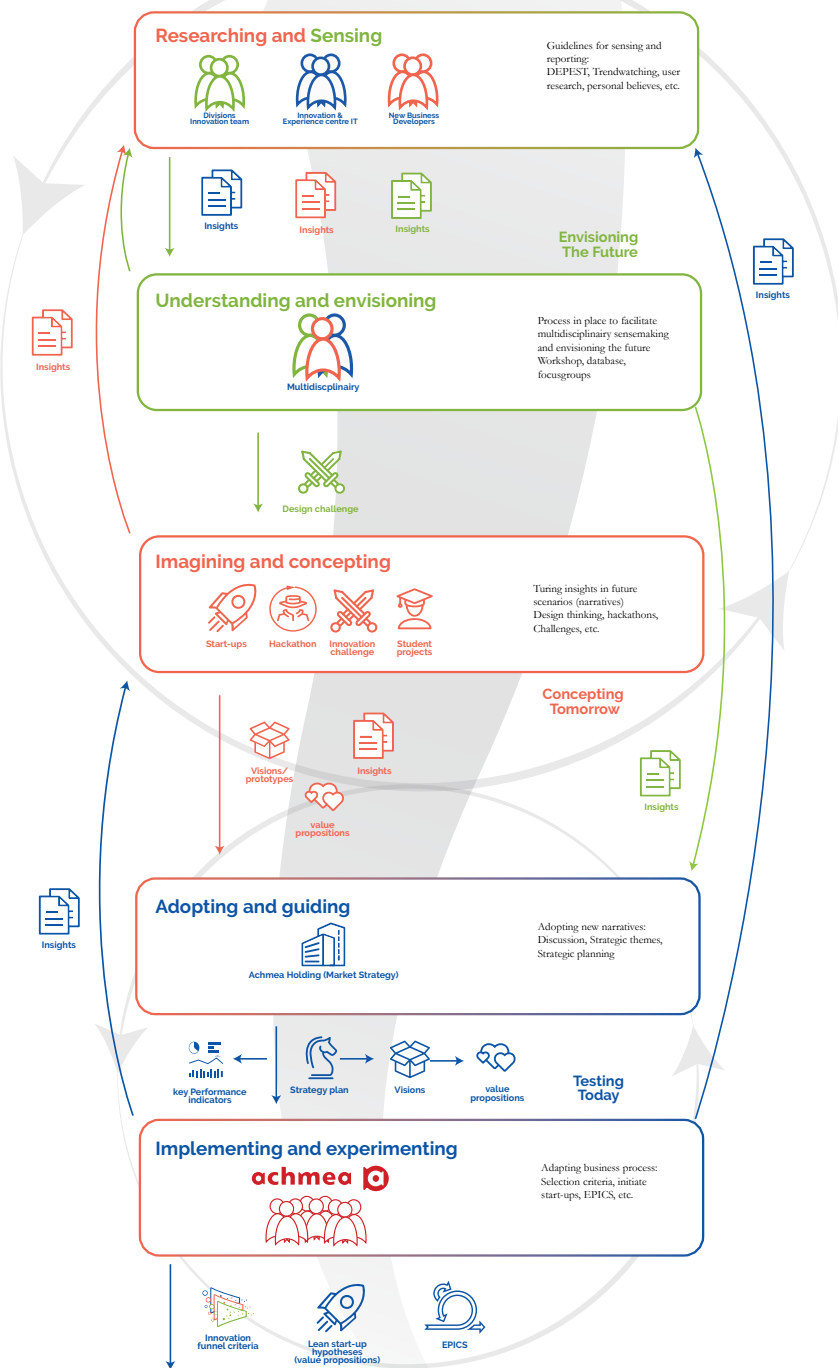 Researching and Sensing
Guidelines for sensing and
reporting:
DEPEST, Trendwatching, user
research, personal believes, etc.
Divisions
Innovation team
Innovation &
Experience centre IT
New Business
Developers
Insights
Insights
Insights
Envisioning
The Future
Insights
Insights
Understanding and envisioning
Process in place to facilitate
multidisciplinairy sensemaking
and envisioning the future
Workshop, database,
focusgroups
Multidiscplinairy
Design challenge
Imagining and concepting
Turing insights in future
scenarios (narratives)
Design thinking, hackathons,
Challenges, etc.
Start-ups
Hackathon
Innovation
challenge
Student
projects
Concepting
Tomorrow
Visions/
prototypes
Insights
value
propositions
Insights
Insights
Adopting and guiding
Adopting new narratives:
Discussion, Strategic themes,
Strategic planning
Achmea Holding (Market Strategy)
key Performance
indicators
Strategy plan
Visions
value
propositions
Testing
Today
Implementing and experimenting
achmea
Adapting business process:
Selection criteria, initiate
start-ups, EPICS, etc.
Innovation
funnel criteria
Lean start-up
hypotheses
(value propositions)
EPICS